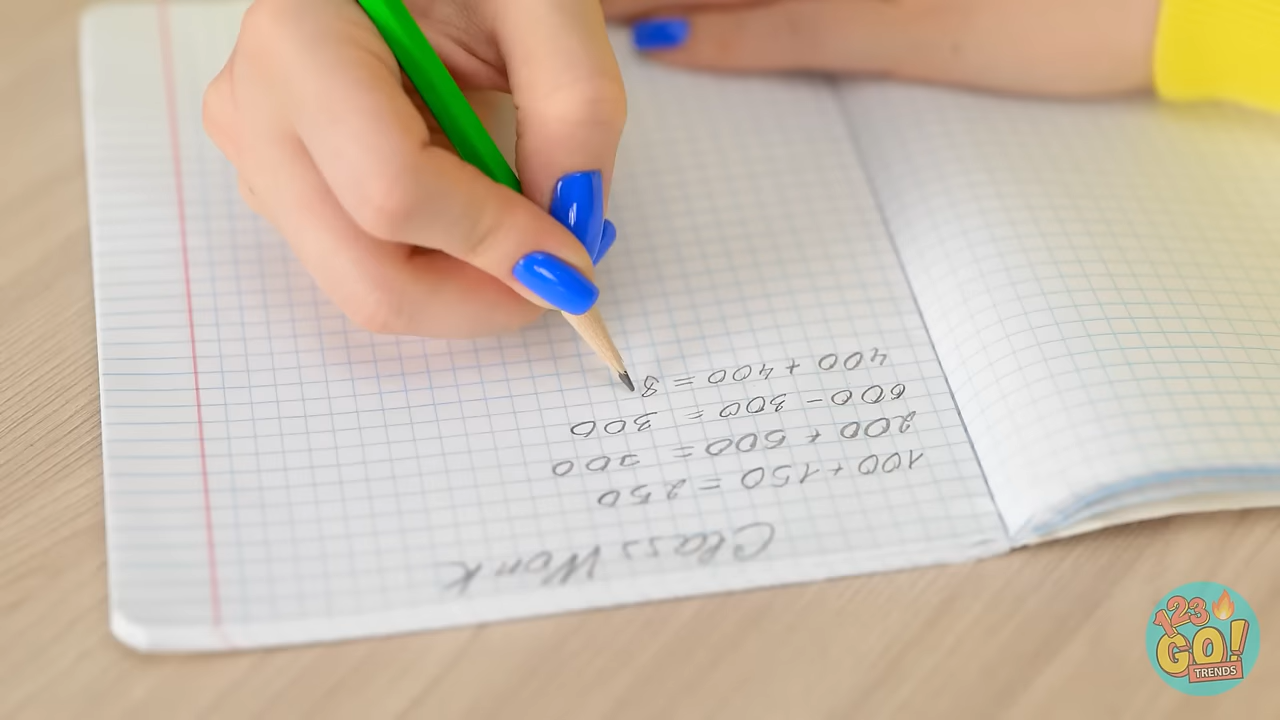 Class Work
100 + 150 = 250
200 + 500 = 700
600 - 300 = 300
400 + 400 = 8
123
GO!
TRENDS